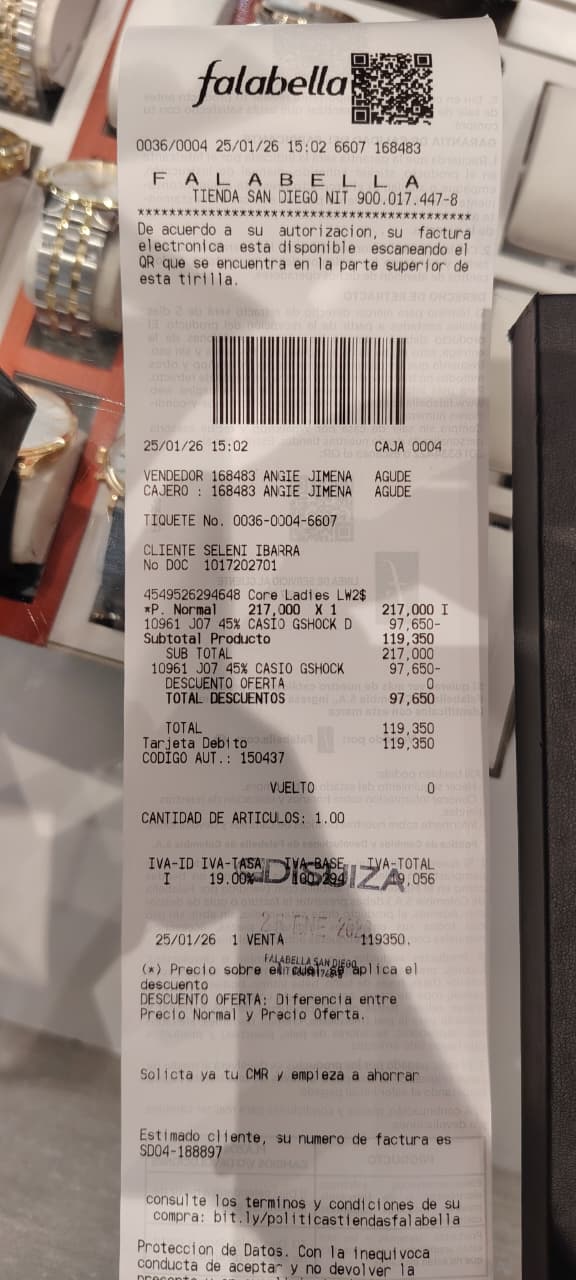 falabella
0036/0004 25/01/26 15:02 6607 168483
F A L A B E L L A
TIENDA SAN DIEGO NIT 900.017.447-8
******************************************
De acuerdo a su autorizacion, su factura
electronica esta disponible escaneando el
QR que se encuentra en la parte superior de
esta tirilla.
25/01/26 15:02 CAJA 0004
VENDEDOR 168483 ANGIE JIMENA AGUDE
CAJERO : 168483 ANGIE JIMENA AGUDE
TIQUETE No. 0036-0004-6607
CLIENTE SELENI IBARRA
No DOC 1017202701
4549526294648 Core Ladies LW2$
*P. Normal 217,000 X 1 217,000 I
10961 J07 45% CASIO GSHOCK D 97,650-
Subtotal Producto 119,350
SUB TOTAL 217,000
10961 J07 45% CASIO GSHOCK 97,650-
DESCUENTO OFERTA 0
TOTAL DESCUENTOS 97,650
TOTAL 119,350
Tarjeta Debito 119,350
CODIGO AUT.: 150437
VUELTO 0
CANTIDAD DE ARTICULOS: 1.00
IVA-ID IVA-TASA IVA-BASE IVA-TOTAL
I 19.00% 100,294 19,056
25/01/26 1 VENTA 119350.
FALABELLA SAN DIEGO
(*) Precio sobre el cual se aplica el
descuento
DESCUENTO OFERTA: Diferencia entre
Precio Normal y Precio Oferta.
Solicta ya tu CMR y empieza a ahorrar
Estimado cliente, su numero de factura es
SD04-188897
consulte los terminos y condiciones de su
compra: bit.ly/politicastiendasfalabella
Proteccion de Datos. Con la inequivoca
conducta de aceptar y no devolver la